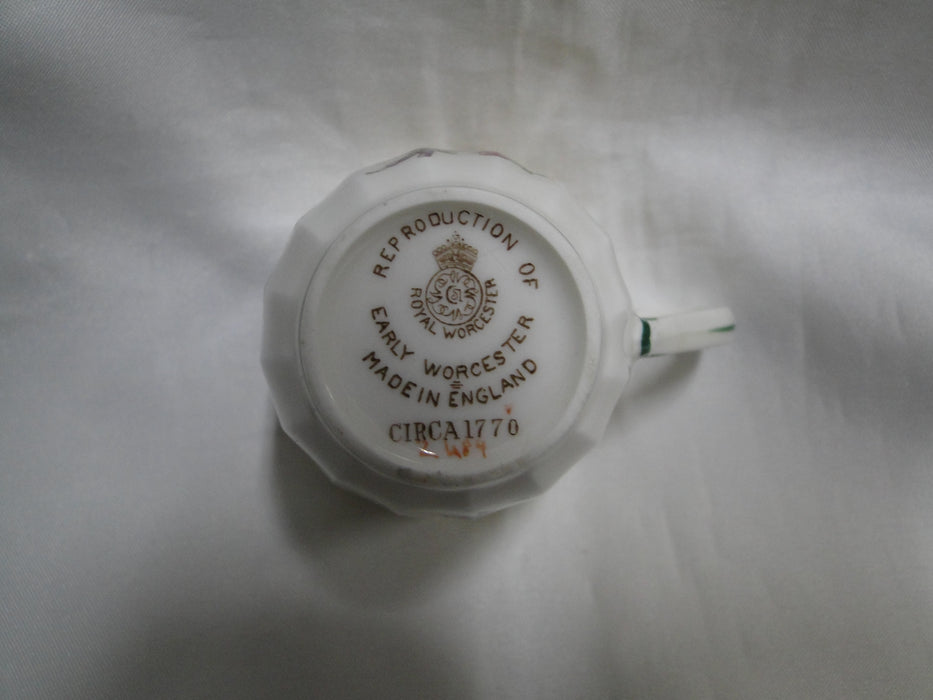 REPRODUCTION OF
ROYAL WORCESTER
EARLY WORCESTER
MADE IN ENGLAND
CIRCA 1770